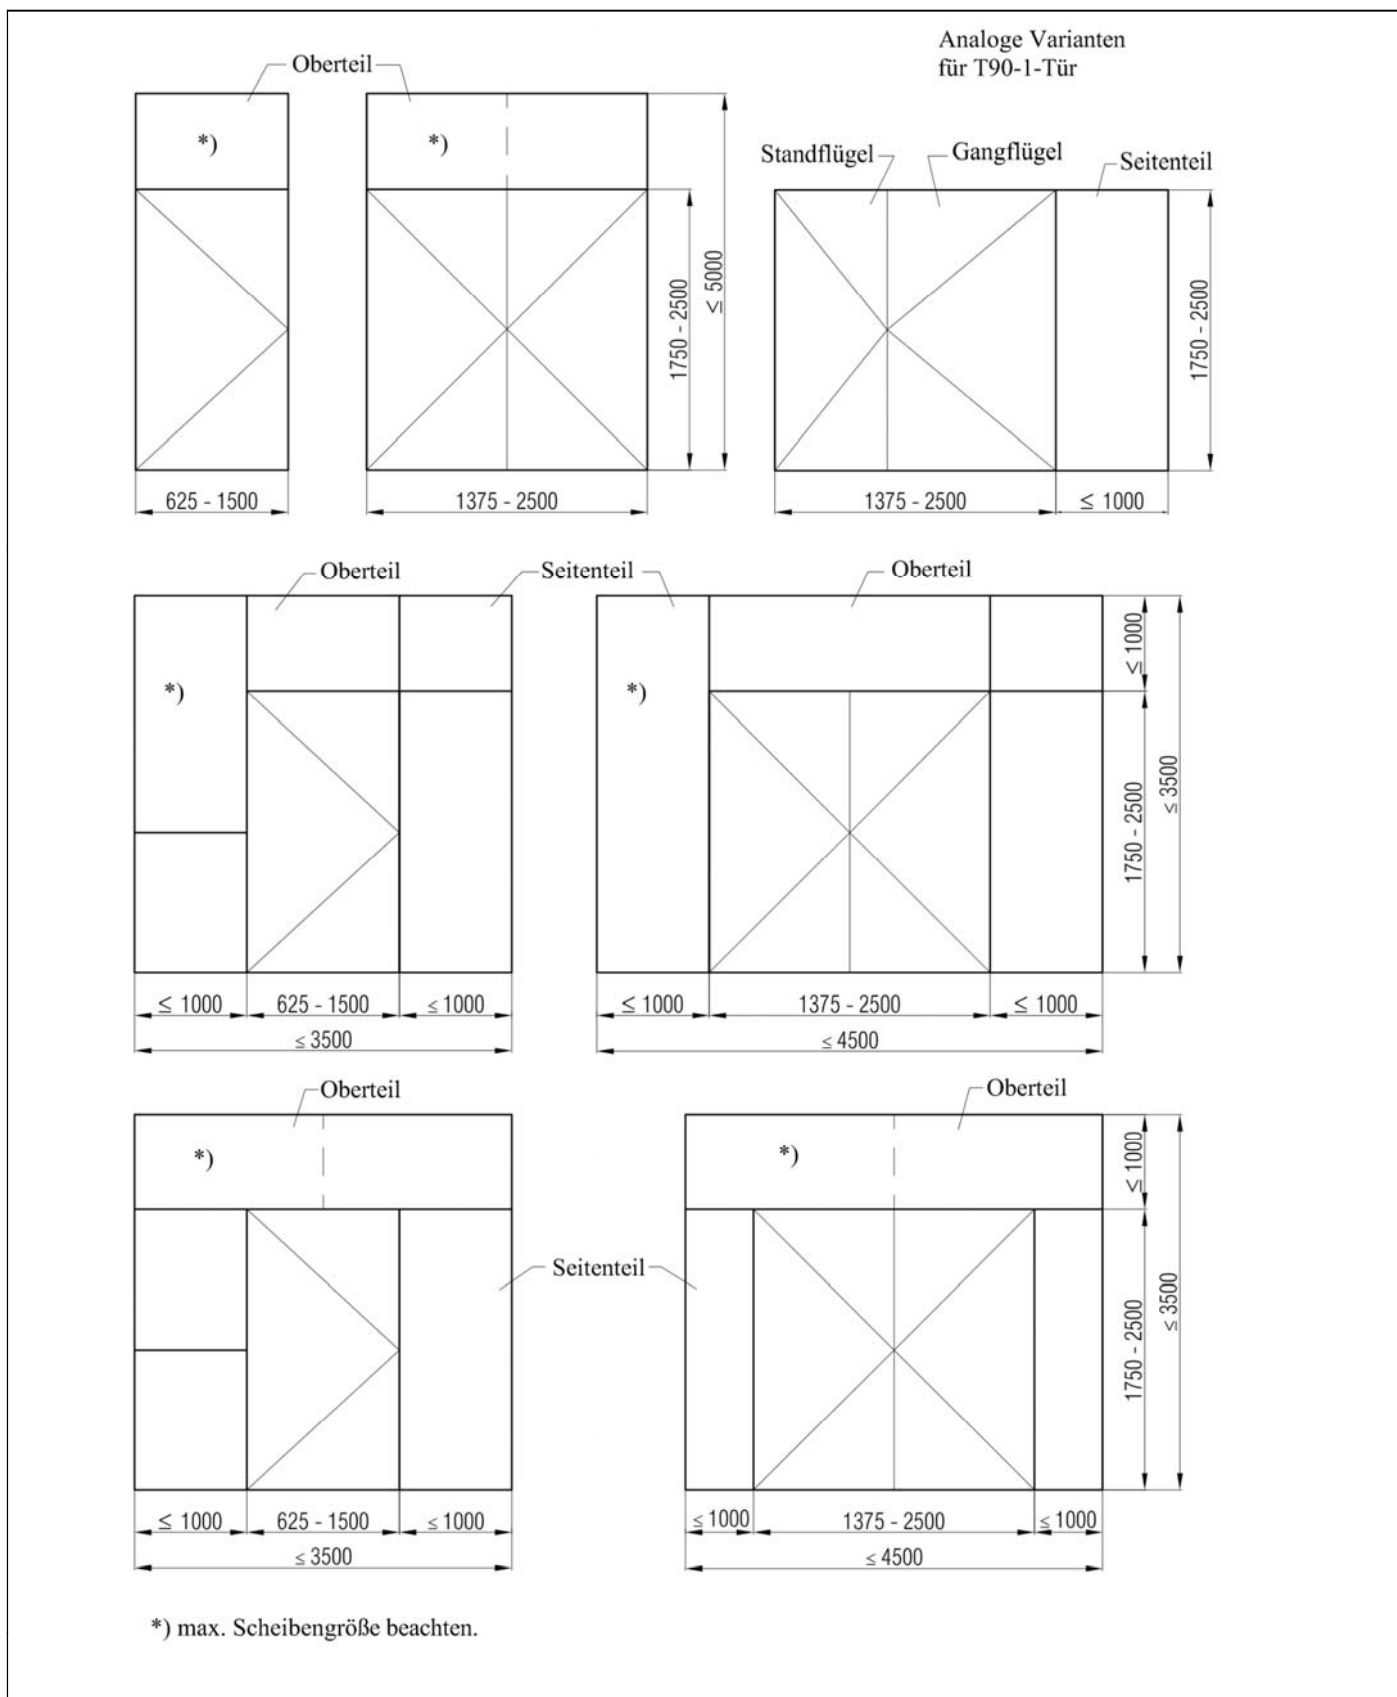 Analoge Varianten
für T90-1-Tür
Oberteil
*)
*)
Standflügel
Gangflügel
Seitenteil
1750 - 2500
≤ 5000
1750 - 2500
625 - 1500
1375 - 2500
1375 - 2500
≤ 1000
Oberteil
Seitenteil
Oberteil
*)
*)
≤ 1000
1750 - 2500
≤ 3500
≤ 1000
625 - 1500
≤ 1000
≤ 3500
≤ 1000
1375 - 2500
≤ 1000
≤ 4500
Oberteil
Oberteil
*)
*)
≤ 1000
1750 - 2500
≤ 3500
Seitenteil
≤ 1000
625 - 1500
≤ 1000
≤ 3500
≤ 1000
1375 - 2500
≤ 1000
≤ 4500
*) max. Scheibengröße beachten.